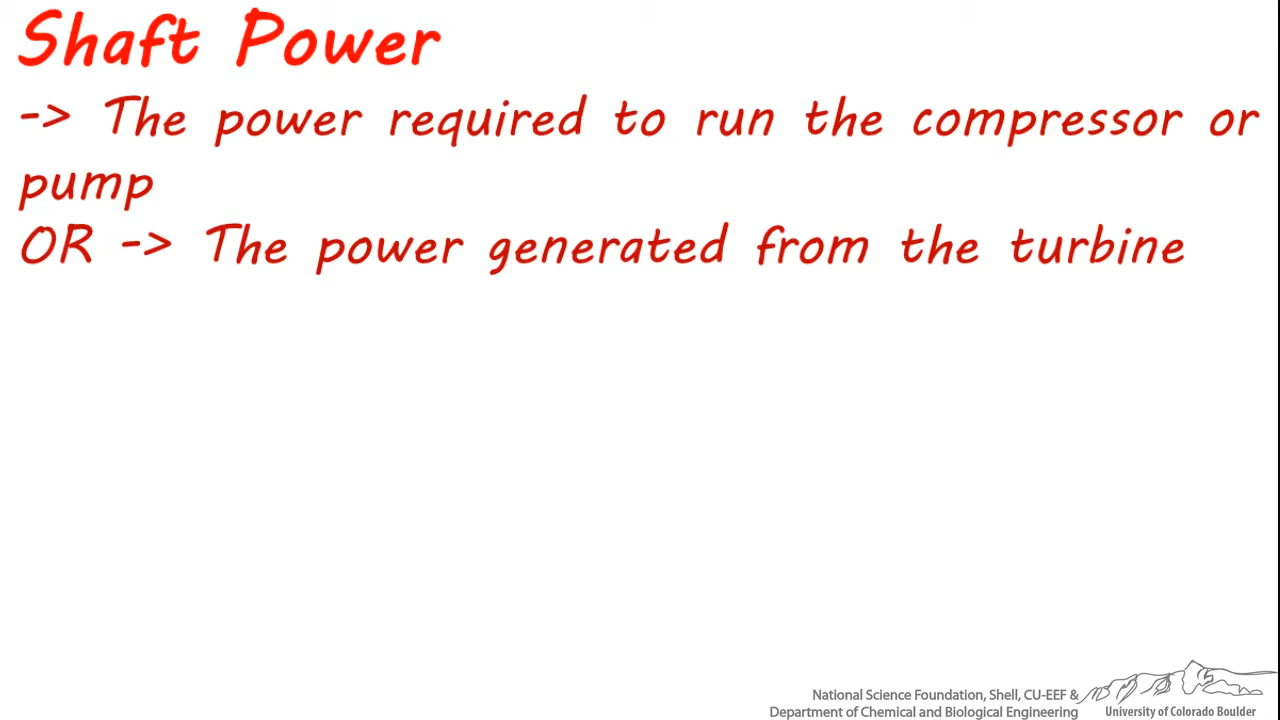 Shaft Power
-> The power required to run the compressor or
pump
OR -> The power generated from the turbine
National Science Foundation, Shell, CU-EEF &
Department of Chemical and Biological Engineering
University of Colorado Boulder